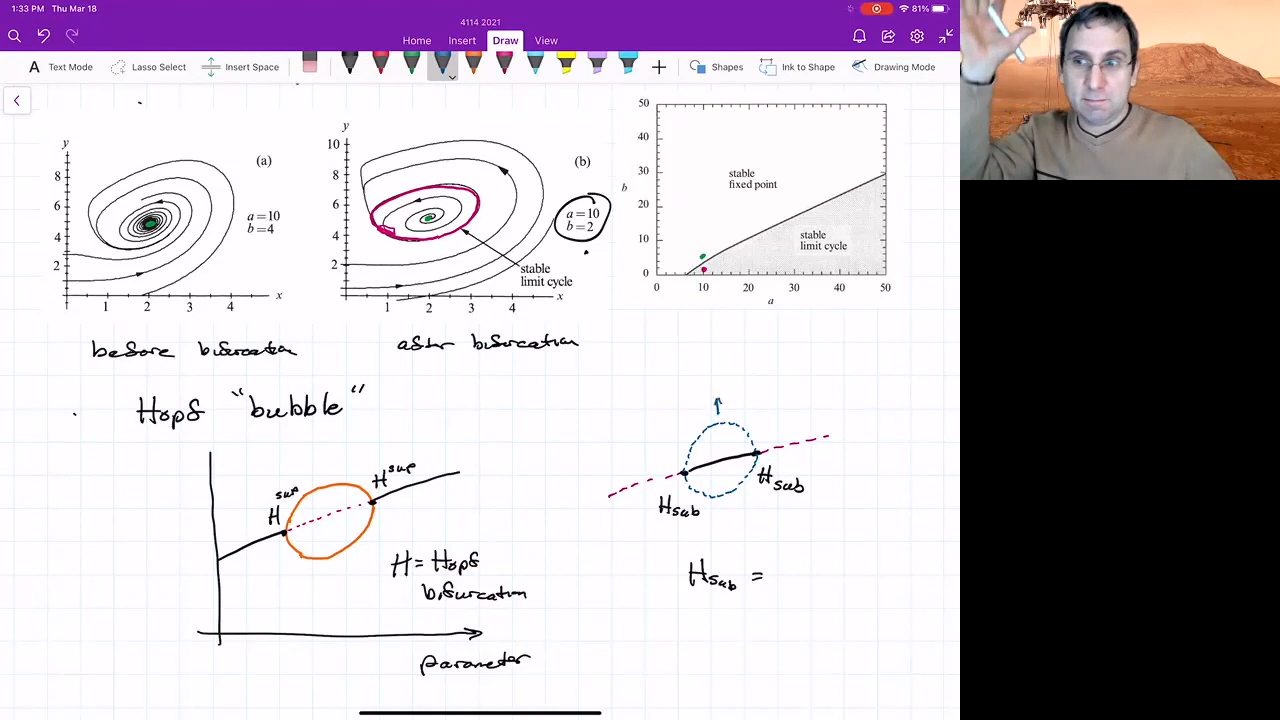 1:33 PM Thu Mar 18
81%
4114 2021
Home Insert Draw View
Text Mode Lasso Select Insert Space Shapes Ink to Shape Drawing Mode
y
8
6
4
2
1 2 3 4
x
(a)
a=10
b=4
y
10
8
6
4
2
1 2 3 4
x
(b)
a=10
b=2
stable
limit cycle
50
40
30
20
10
0
b
0 10 20 30 40 50
a
stable
fixed point
stable
limit cycle
before bifurcation
after bifurcation
Hopf "bubble"
H sup
H sup
H = Hopf
bifurcation
parameter
H sub
H sub
H sub =